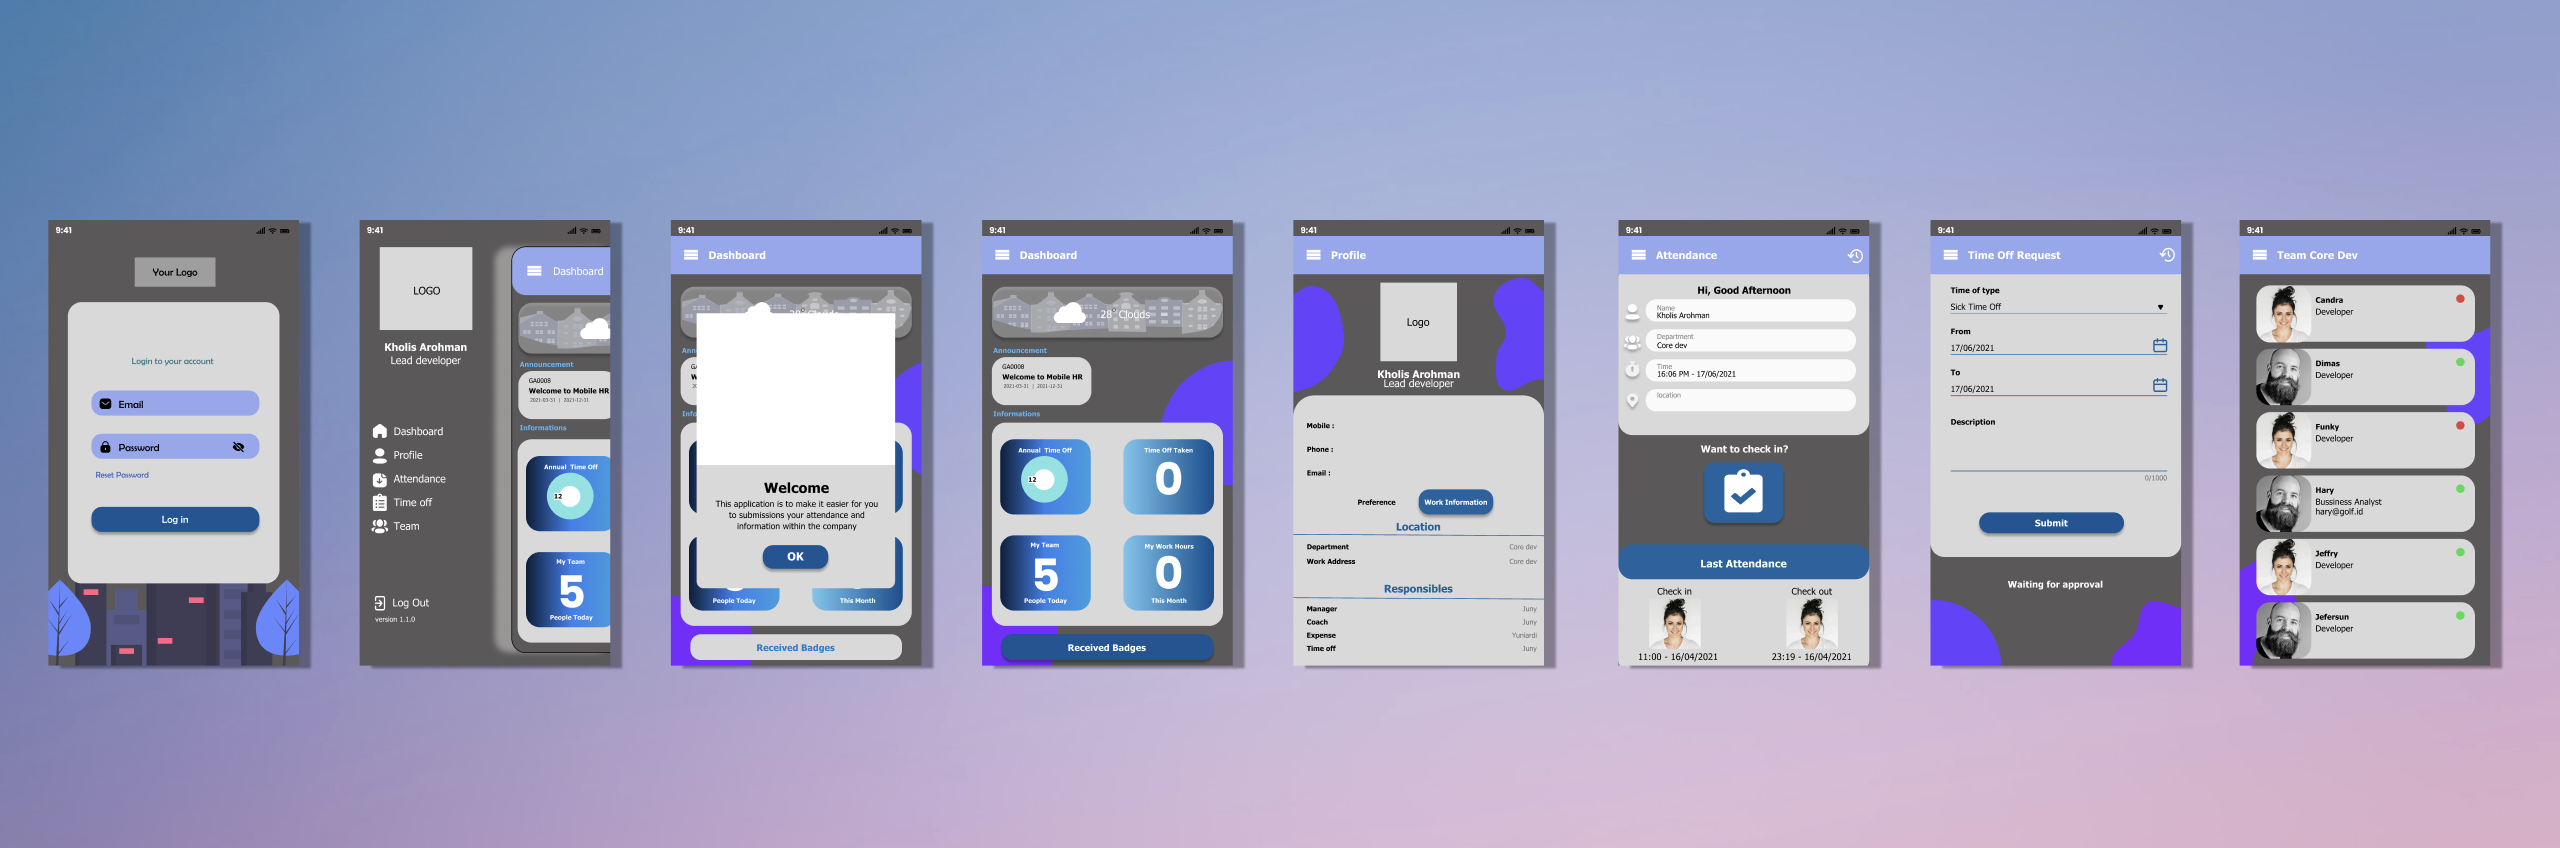 9:41
Your Logo
Login to your account
Email
Password
Reset Password
Log in
9:41
LOGO
Kholis Arohman
Lead developer
Dashboard
Profile
Attendance
Time off
Team
Log Out
version 1.1.0
Dashboard
Announcement
GA0008
Welcome to Mobile HR
2021-03-31 | 2021-12-31
Informations
Annual Time Off
12
My Team
5
People Today
9:41
Dashboard
28° Clouds
Ann
GA
W
20
Info
Welcome
This application is to make it easier for you
to submissions your attendance and
information within the company
OK
People Today
This Month
Received Badges
9:41
Dashboard
28° Clouds
Announcement
GA0008
Welcome to Mobile HR
2021-03-31 | 2021-12-31
Informations
Annual Time Off
12
Time Off Taken
0
My Team
5
People Today
My Work Hours
0
This Month
Received Badges
9:41
Profile
Logo
Kholis Arohman
Lead developer
Mobile :
Phone :
Email :
Preference
Work Information
Location
Department Core dev
Work Address Core dev
Responsibles
Manager Juny
Coach Juny
Expense Yuniardi
Time off Juny
9:41
Attendance
Hi, Good Afternoon
Name
Kholis Arohman
Department
Core dev
Time
16:06 PM - 17/06/2021
location
Want to check in?
Last Attendance
Check in
11:00 - 16/04/2021
Check out
23:19 - 16/04/2021
9:41
Time Off Request
Time of type
Sick Time Off
From
17/06/2021
To
17/06/2021
Description
0/1000
Submit
Waiting for approval
9:41
Team Core Dev
Candra
Developer
Dimas
Developer
Funky
Developer
Hary
Bussiness Analyst
hary@golf.id
Jeffry
Developer
Jefersun
Developer